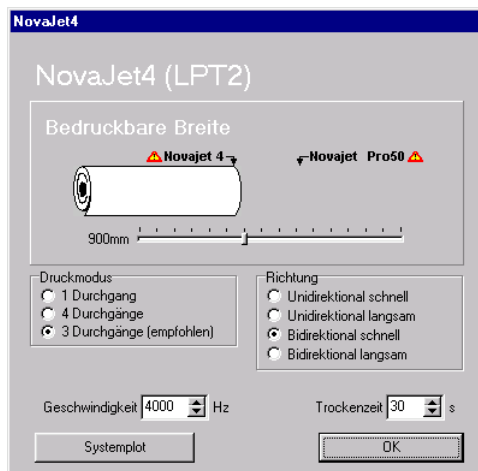 NovaJet4
NovaJet4 (LPT2)
Bedruckbare Breite
Novajet 4
Novajet Pro50
900mm
Druckmodus
1 Durchgang
4 Durchgänge
3 Durchgänge (empfohlen)
Richtung
Unidirektional schnell
Unidirektional langsam
Bidirektional schnell
Bidirektional langsam
Geschwindigkeit 4000 Hz
Trockenzeit 30 s
Systemplot
OK